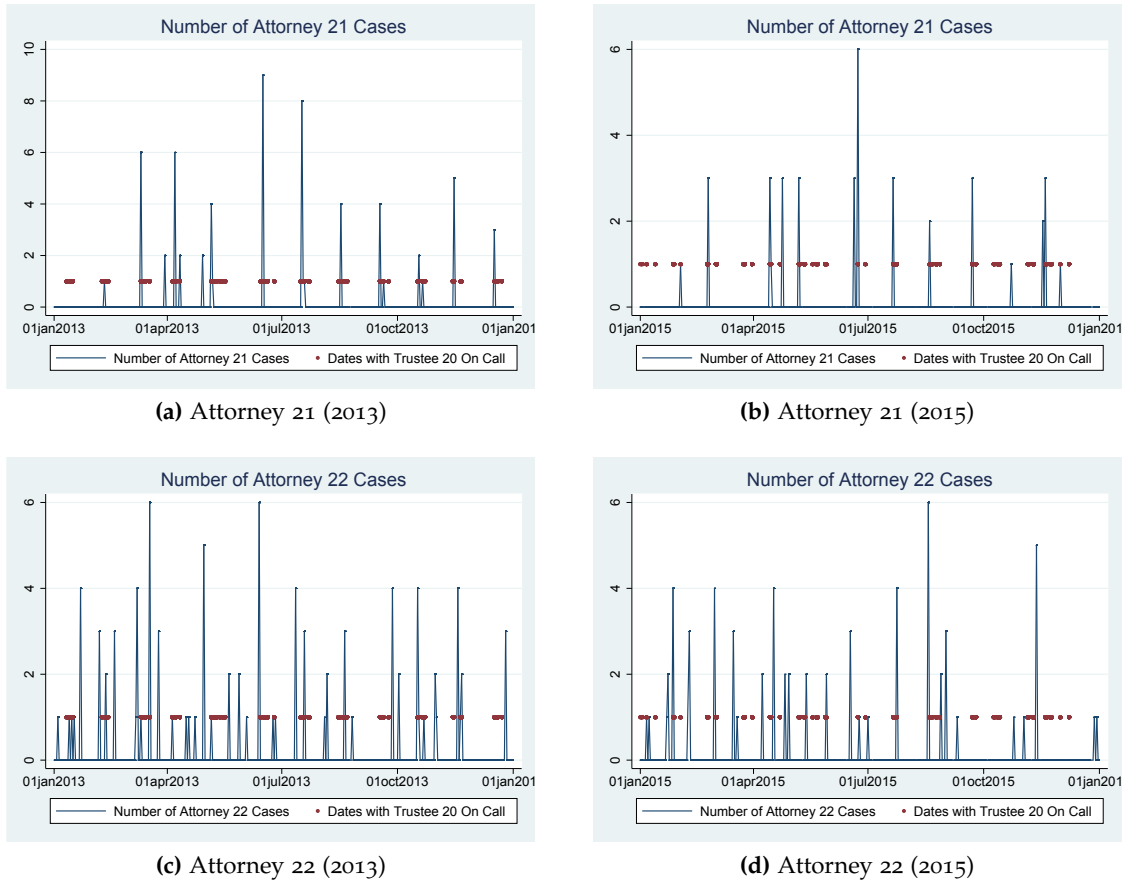 Number of Attorney 21 Cases
10
8
6
4
2
0
01jan2013 01apr2013 01jul2013 01oct2013 01jan201
Number of Attorney 21 Cases Dates with Trustee 20 On Call
(a) Attorney 21 (2013)
Number of Attorney 21 Cases
6
4
2
0
01jan2015 01apr2015 01jul2015 01oct2015 01jan201
Number of Attorney 21 Cases Dates with Trustee 20 On Call
(b) Attorney 21 (2015)
Number of Attorney 22 Cases
6
4
2
0
01jan2013 01apr2013 01jul2013 01oct2013 01jan201
Number of Attorney 22 Cases Dates with Trustee 20 On Call
(c) Attorney 22 (2013)
Number of Attorney 22 Cases
6
4
2
0
01jan2015 01apr2015 01jul2015 01oct2015 01jan201
Number of Attorney 22 Cases Dates with Trustee 20 On Call
(d) Attorney 22 (2015)